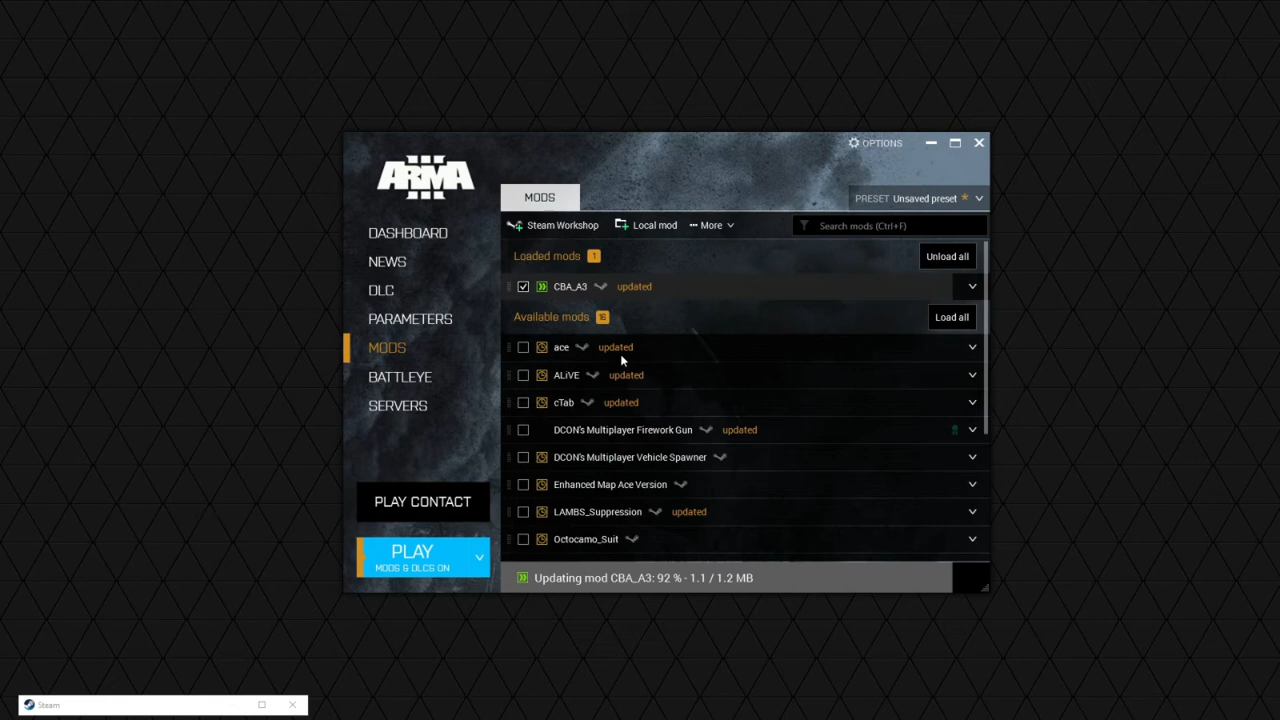 OPTIONS
ARMA III
MODS
PRESET Unsaved preset *
Steam Workshop Local mod ··· More Search mods (Ctrl+F)
DASHBOARD
NEWS
DLC
PARAMETERS
MODS
BATTLEYE
SERVERS
PLAY CONTACT
PLAY
MODS & DLCS ON
Loaded mods 1 Unload all
CBA_A3 updated
Available mods 16 Load all
ace updated
ALiVE updated
cTab updated
DCON's Multiplayer Firework Gun updated
DCON's Multiplayer Vehicle Spawner
Enhanced Map Ace Version
LAMBS_Suppression updated
Octocamo_Suit
Updating mod CBA_A3: 92 % - 1.1 / 1.2 MB
Steam